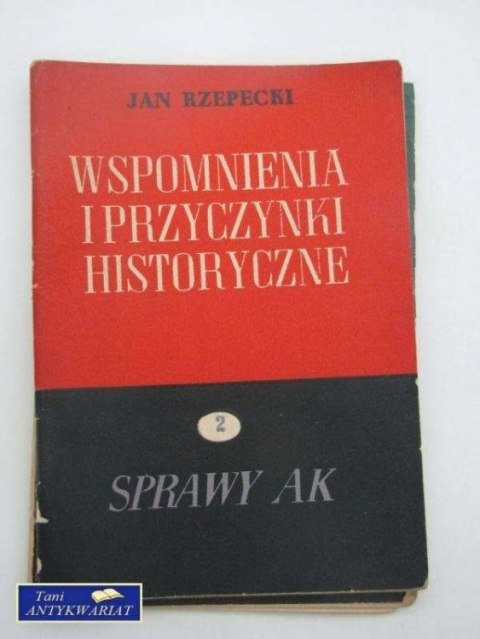 JAN RZEPECKI
WSPOMNIENIA
I PRZYCZYNKI
HISTORYCZNE
2
SPRAWY AK
Tani
ANTYKWARIAT